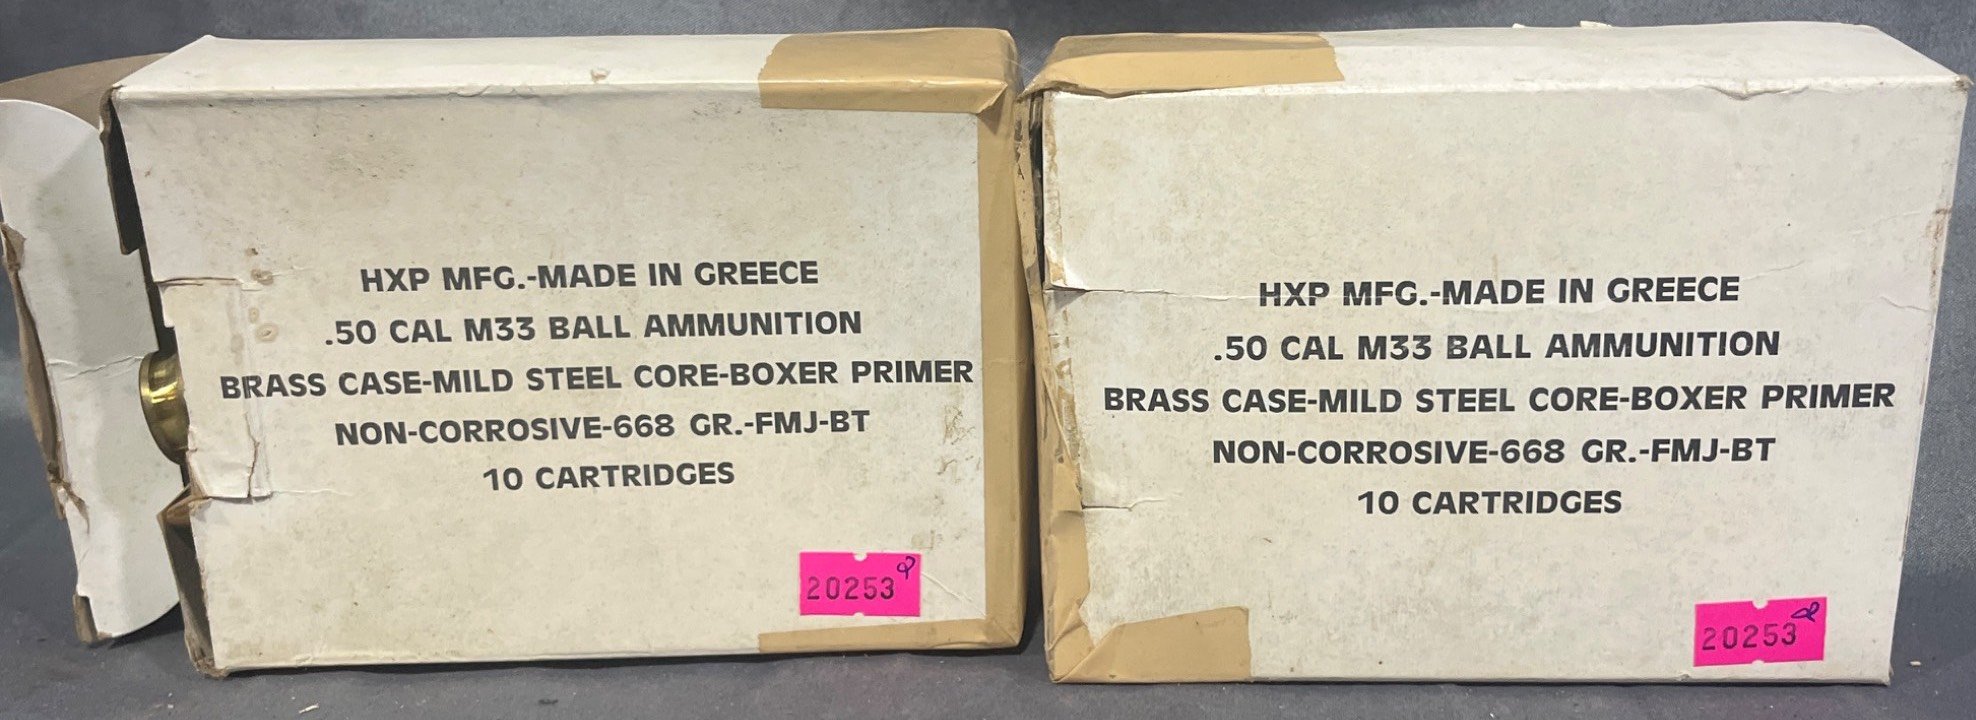 HXP MFG.-MADE IN GREECE
.50 CAL M33 BALL AMMUNITION
BRASS CASE-MILD STEEL CORE-BOXER PRIMER
NON-CORROSIVE-668 GR.-FMJ-BT
10 CARTRIDGES
20253
HXP MFG.-MADE IN GREECE
.50 CAL M33 BALL AMMUNITION
BRASS CASE-MILD STEEL CORE-BOXER PRIMER
NON-CORROSIVE-668 GR.-FMJ-BT
10 CARTRIDGES
20253